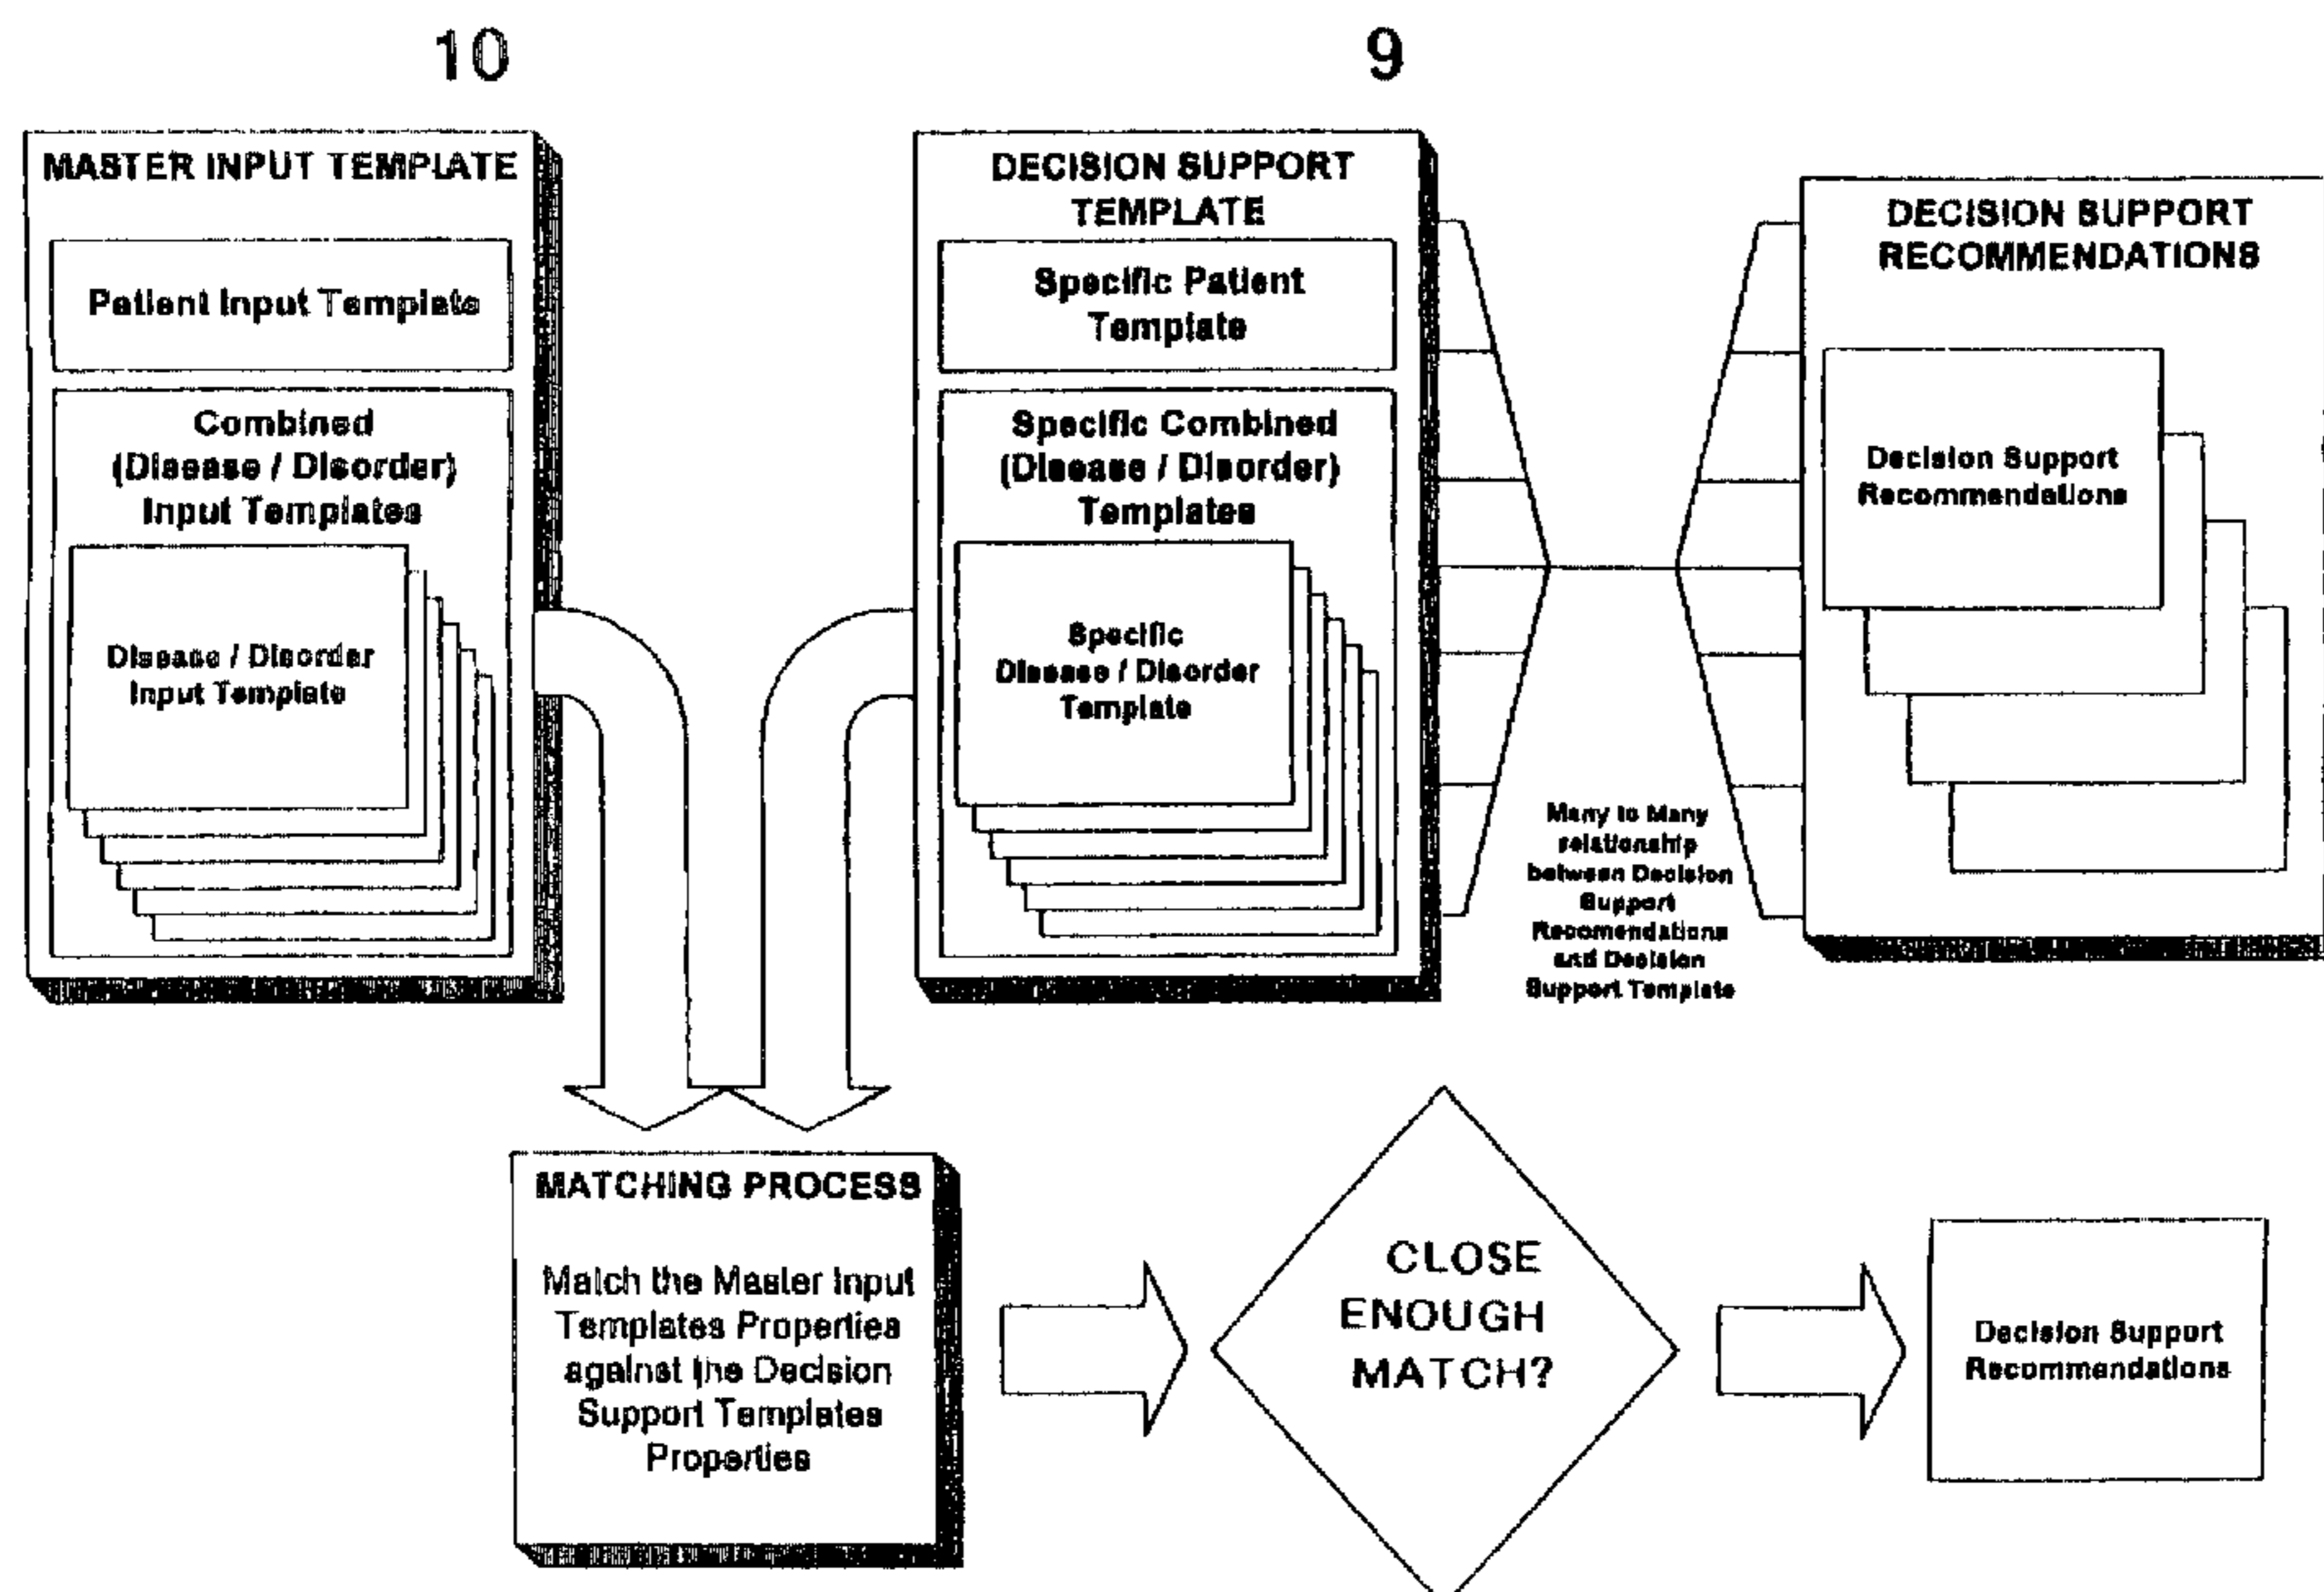 10
9
MASTER INPUT TEMPLATE
Patient Input Template
Combined
(Disease / Disorder)
Input Templates
Disease / Disorder
Input Template
DECISION SUPPORT
TEMPLATE
Specific Patient
Template
Specific Combined
(Disease / Disorder)
Templates
Specific
Disease / Disorder
Template
Many to Many
relationship
between Decision
Support
Recomendations
and Decision
Support Template
DECISION SUPPORT
RECOMMENDATIONS
Decision Support
Recommendations
MATCHING PROCESS
Match the Master Input
Templates Properties
against the Decision
Support Templates
Properties
CLOSE
ENOUGH
MATCH?
Decision Support
Recommendations